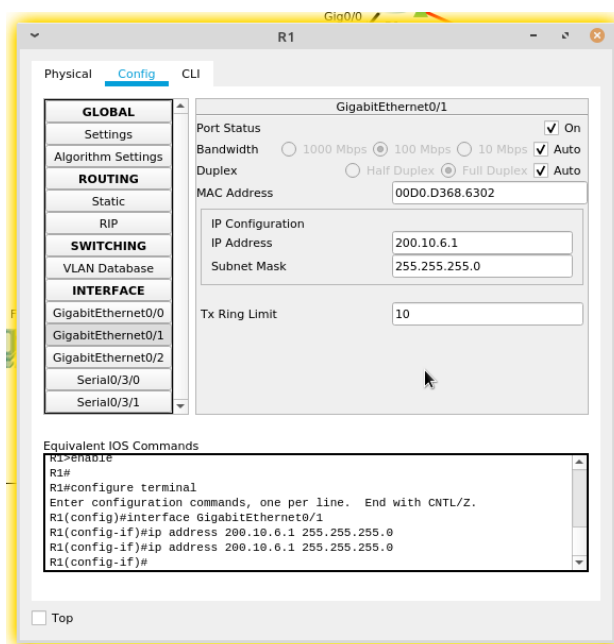 Gig0/0
R1
Physical Config CLI
GLOBAL
Settings
Algorithm Settings
ROUTING
Static
RIP
SWITCHING
VLAN Database
INTERFACE
GigabitEthernet0/0
GigabitEthernet0/1
GigabitEthernet0/2
Serial0/3/0
Serial0/3/1
GigabitEthernet0/1
Port Status On
Bandwidth 1000 Mbps 100 Mbps 10 Mbps Auto
Duplex Half Duplex Full Duplex Auto
MAC Address 00D0.D368.6302
IP Configuration
IP Address 200.10.6.1
Subnet Mask 255.255.255.0
Tx Ring Limit 10
Equivalent IOS Commands
R1>enable
R1#
R1#configure terminal
Enter configuration commands, one per line. End with CNTL/Z.
R1(config)#interface GigabitEthernet0/1
R1(config-if)#ip address 200.10.6.1 255.255.255.0
R1(config-if)#ip address 200.10.6.1 255.255.255.0
R1(config-if)#
Top